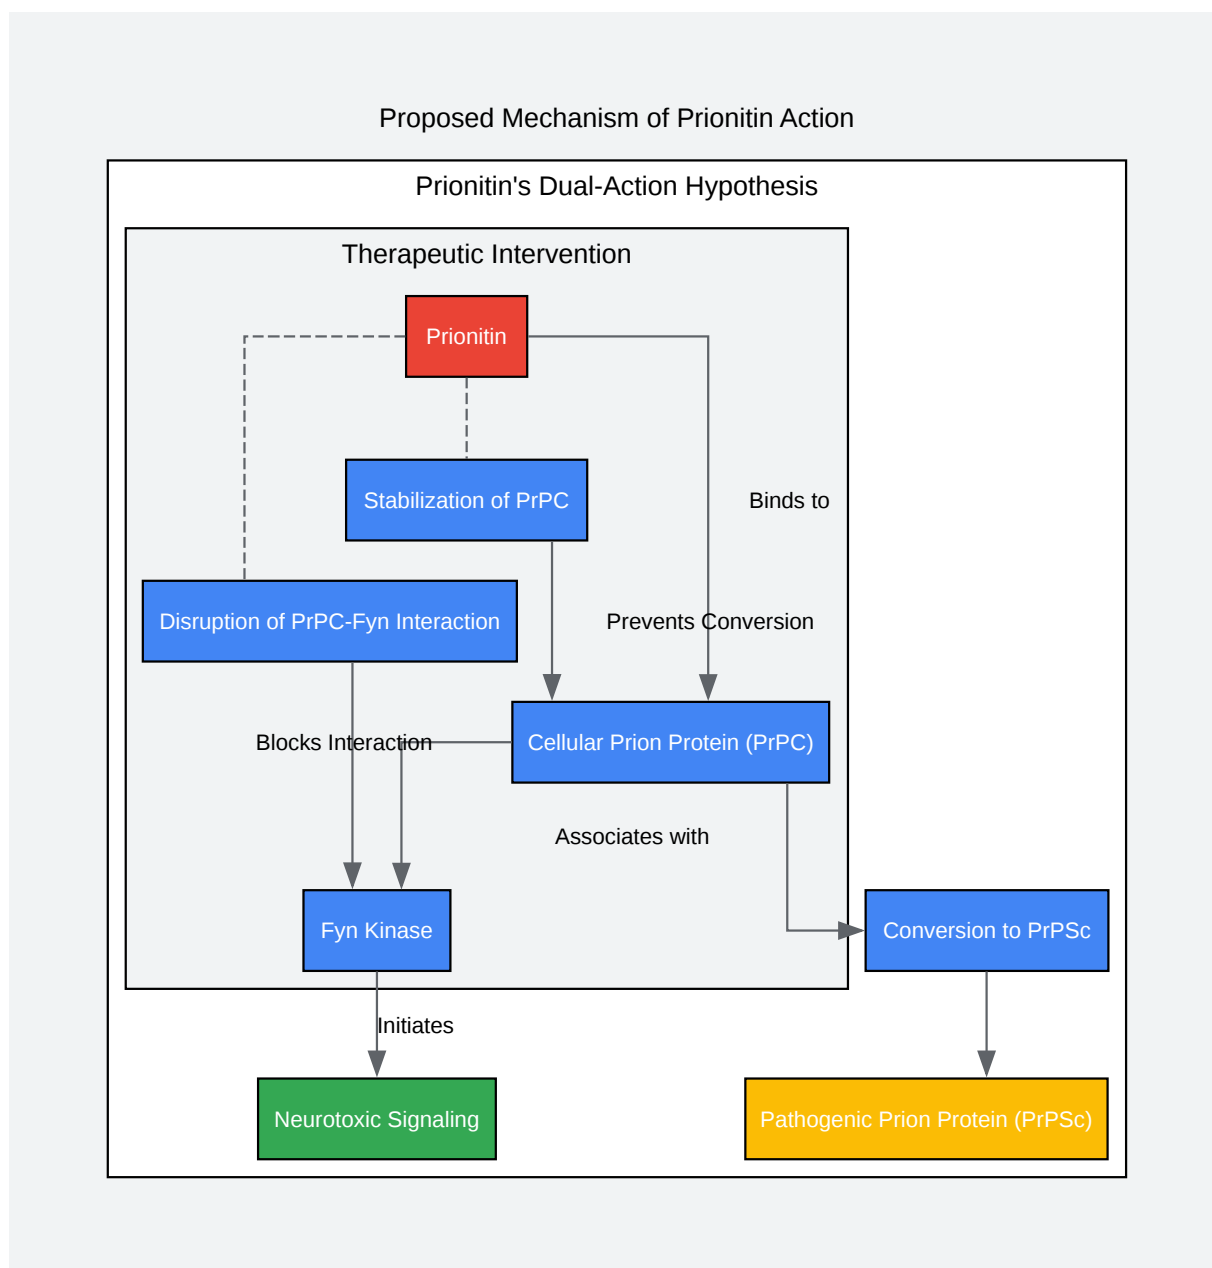 Proposed Mechanism of Prionitin Action
Prionitin's Dual-Action Hypothesis
Therapeutic Intervention
Prionitin
Stabilization of PrPC
Binds to
Disruption of PrPC-Fyn Interaction
Prevents Conversion
Blocks Interaction
Cellular Prion Protein (PrPC)
Associates with
Fyn Kinase
Conversion to PrPSc
Initiates
Neurotoxic Signaling
Pathogenic Prion Protein (PrPSc)